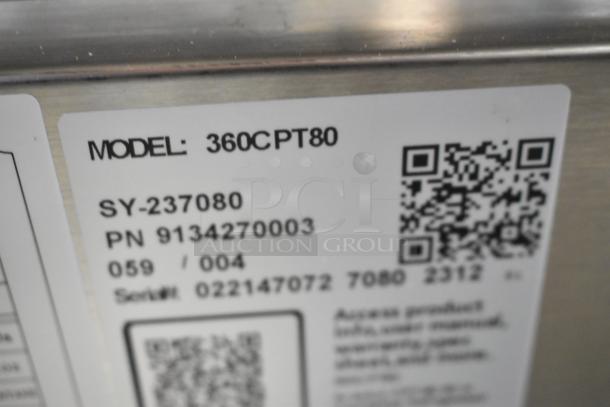 MODEL: 360CPT80
SY-237080
PN 9134270003
059 / 004
Serial#: 022147072 7080 2312
PCI
AUCTION GROUP
Access product
info, user manual,
warranty, spec
sheet, and more.